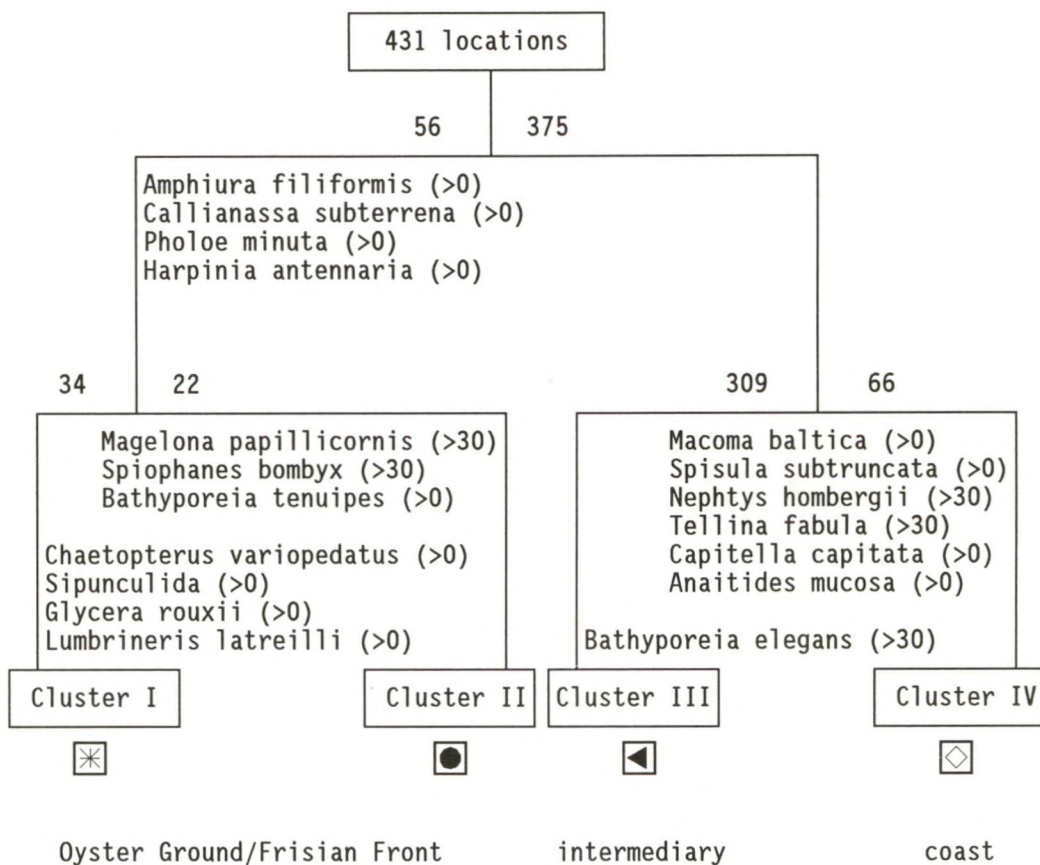 431 locations
56 375
Amphiura filiformis (>0)
Callianassa subterrena (>0)
Pholoe minuta (>0)
Harpinia antennaria (>0)
34 22
309 66
Magelona papillicornis (>30)
Spiophanes bombyx (>30)
Bathyporeia tenuipes (>0)
Chaetopterus variopedatus (>0)
Sipunculida (>0)
Glycera rouxii (>0)
Lumbrineris latreilli (>0)
Macoma baltica (>0)
Spisula subtruncata (>0)
Nephtys hombergii (>30)
Tellina fabula (>30)
Capitella capitata (>0)
Anaitides mucosa (>0)
Bathyporeia elegans (>30)
Cluster I
Cluster II
Cluster III
Cluster IV
Oyster Ground/Frisian Front
intermediary
coast